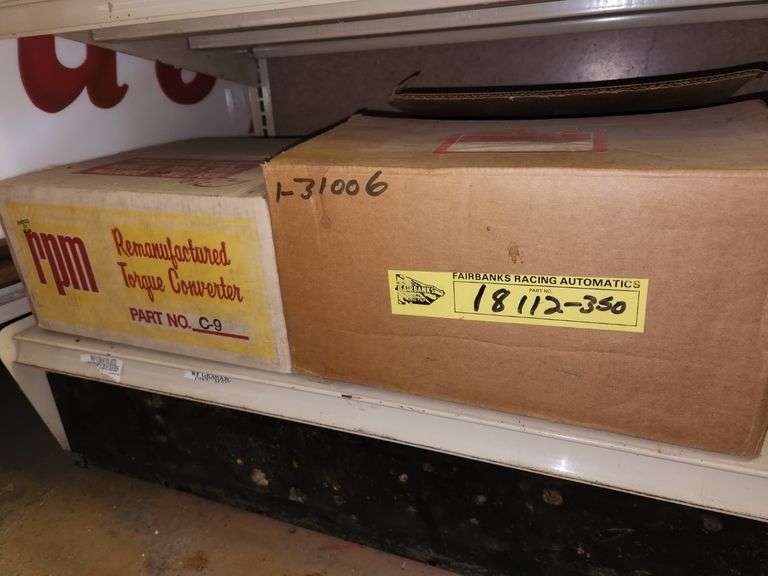 rpm
Remanufactured
Torque Converter
PART NO. C-9
1-31006
FAIRBANKS RACING AUTOMATICS
PART NO.
18112-350